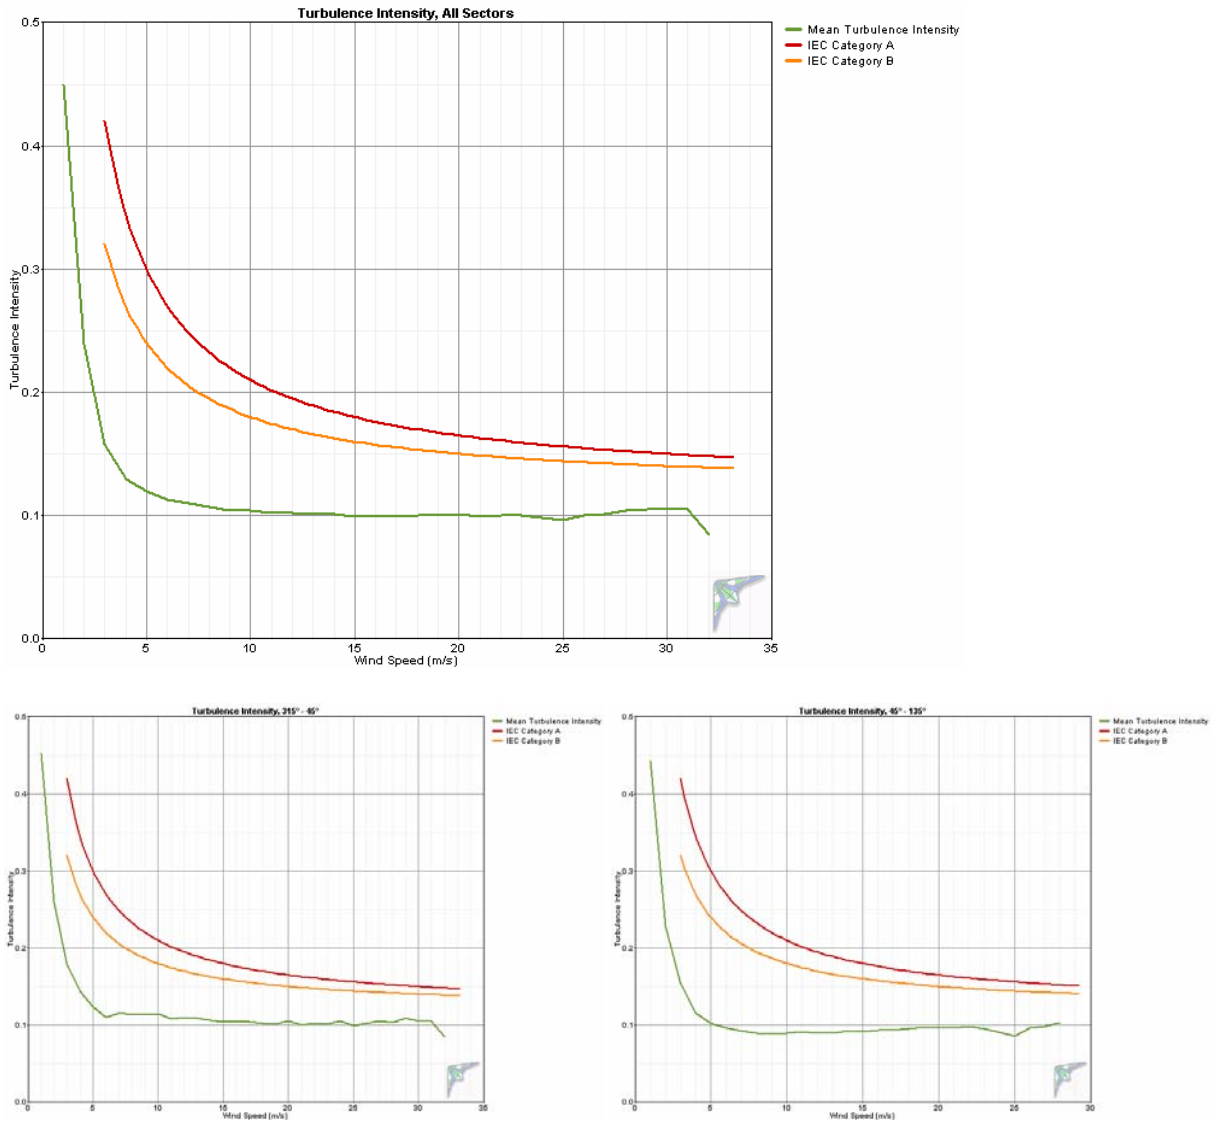 Turbulence Intensity, All Sectors
Mean Turbulence Intensity
IEC Category A
IEC Category B
Turbulence Intensity
0.5
0.4
0.3
0.2
0.1
0.0
0 5 10 15 20 25 30 35
Wind Speed (m/s)
Turbulence Intensity, 315° - 45°
Mean Turbulence Intensity
IEC Category A
IEC Category B
Turbulence Intensity
0.5
0.4
0.3
0.2
0.1
0.0
0 5 10 15 20 25 30 35
Wind Speed (m/s)
Turbulence Intensity, 45° - 135°
Mean Turbulence Intensity
IEC Category A
IEC Category B
Turbulence Intensity
0.5
0.4
0.3
0.2
0.1
0.0
0 5 10 15 20 25 30
Wind Speed (m/s)